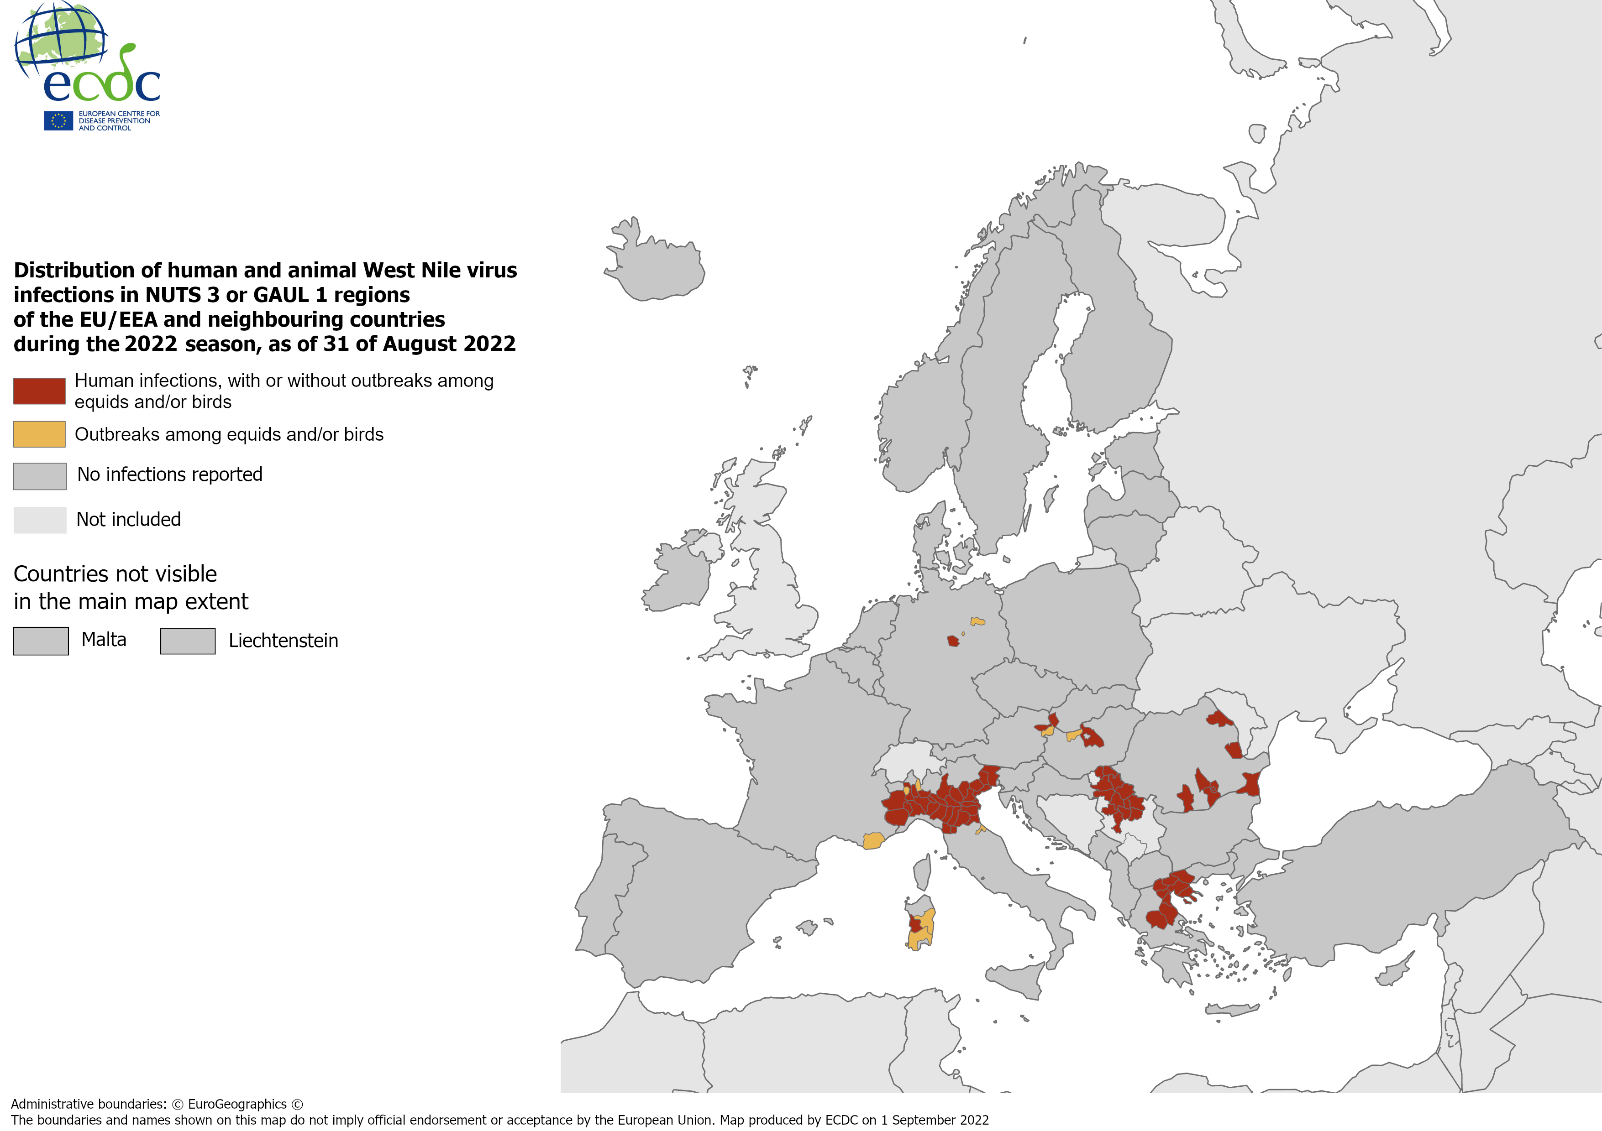 ecdc
EUROPEAN CENTRE FOR
DISEASE PREVENTION
AND CONTROL
Distribution of human and animal West Nile virus
infections in NUTS 3 or GAUL 1 regions
of the EU/EEA and neighbouring countries
during the 2022 season, as of 31 of August 2022
Human infections, with or without outbreaks among
equids and/or birds
Outbreaks among equids and/or birds
No infections reported
Not included
Countries not visible
in the main map extent
Malta
Liechtenstein
Administrative boundaries: © EuroGeographics ©
The boundaries and names shown on this map do not imply official endorsement or acceptance by the European Union. Map produced by ECDC on 1 September 2022